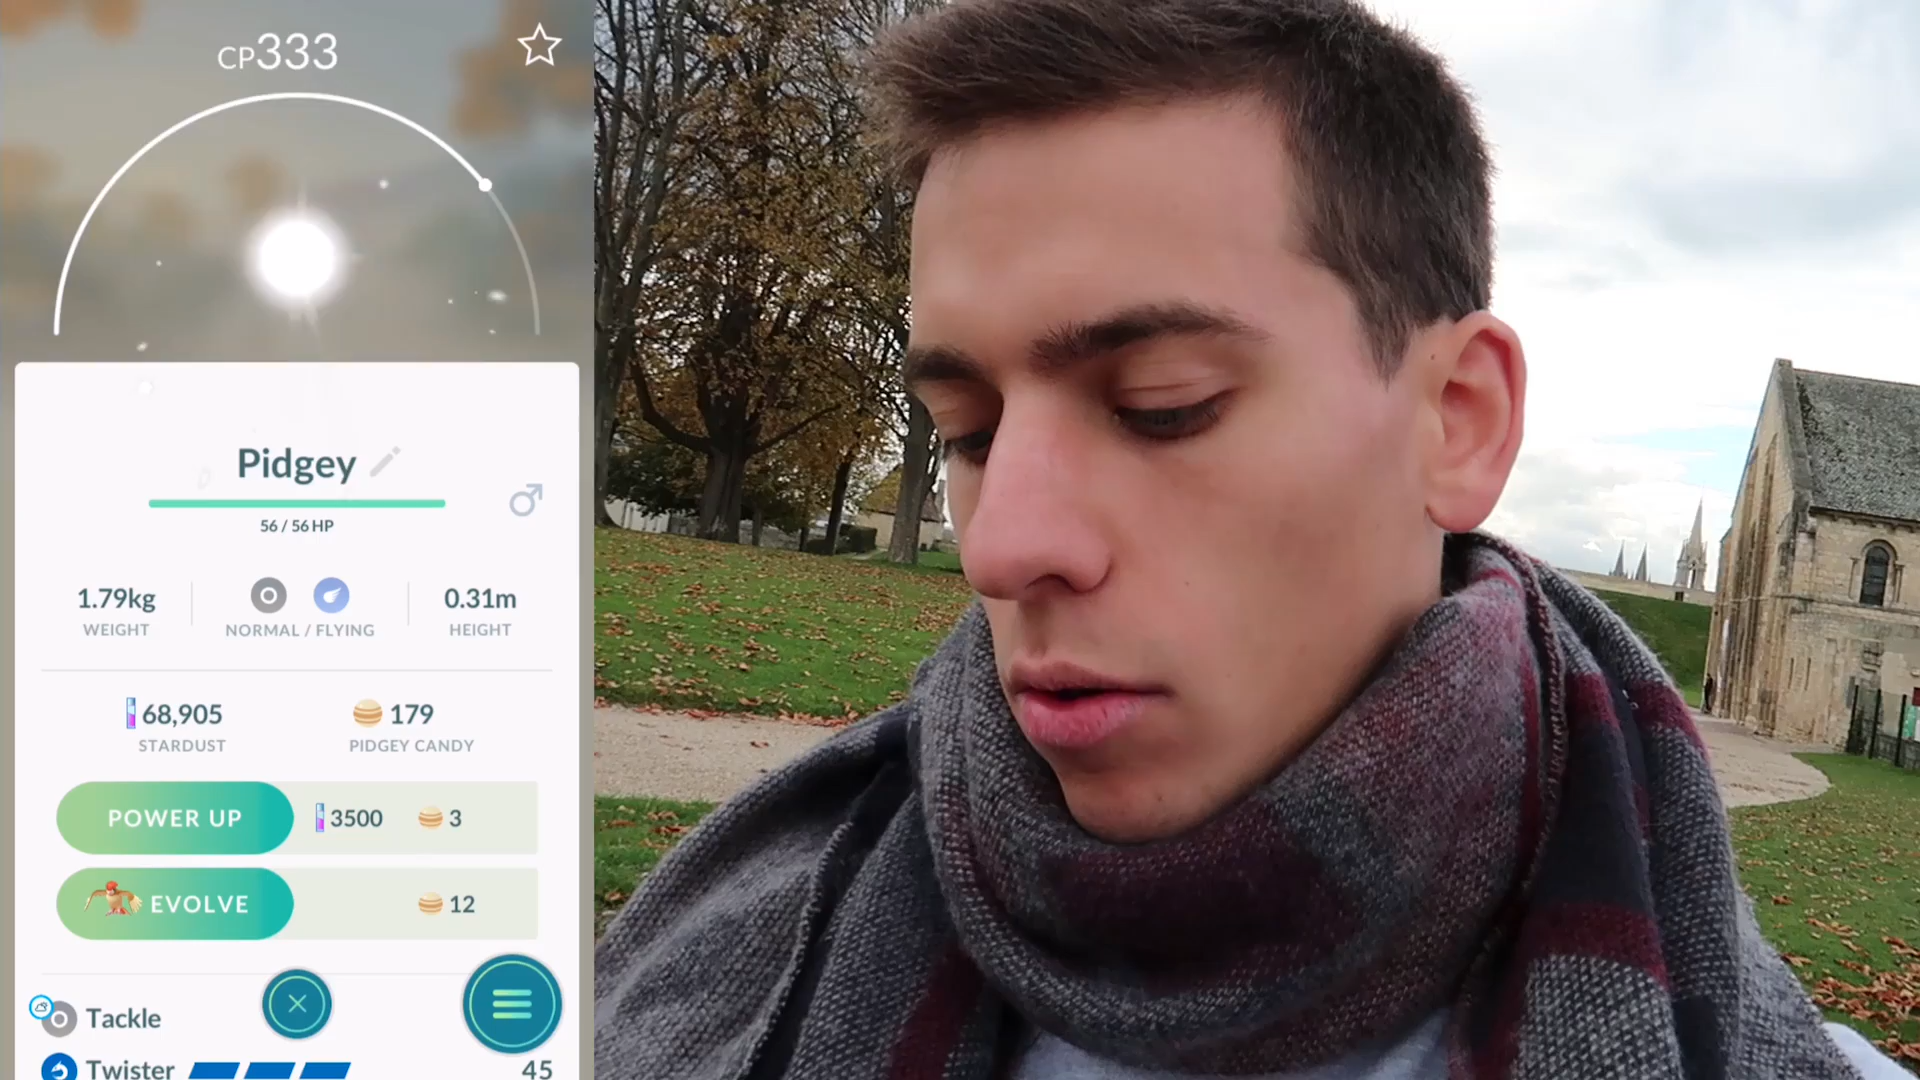 CP333
Pidgey
56 / 56 HP
1.79kg
WEIGHT
NORMAL / FLYING
0.31m
HEIGHT
68,905
STARDUST
179
PIDGEY CANDY
POWER UP 3500 3
EVOLVE 12
Tackle
Twister 45